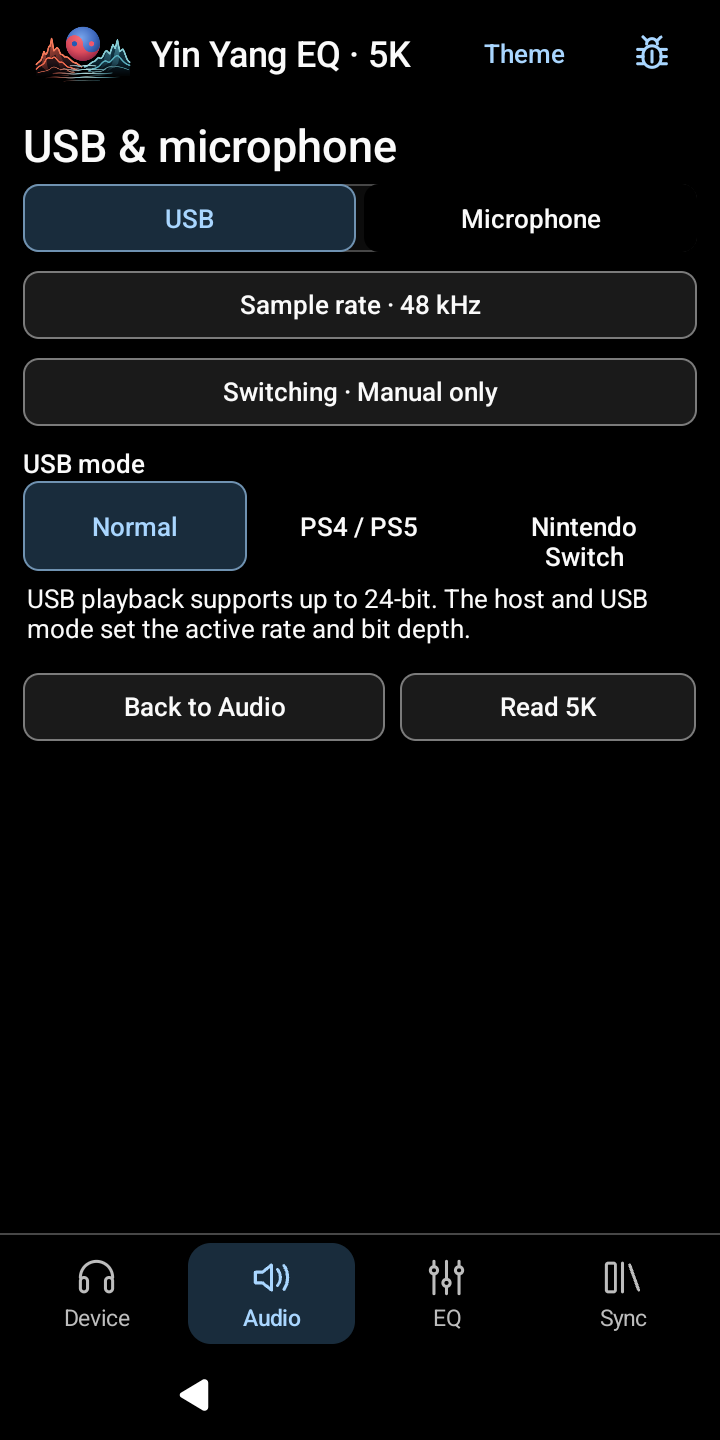 Yin Yang EQ · 5K
Theme
USB & microphone
USB
Microphone
Sample rate · 48 kHz
Switching · Manual only
USB mode
Normal
PS4 / PS5
Nintendo
Switch
USB playback supports up to 24-bit. The host and USB
mode set the active rate and bit depth.
Back to Audio
Read 5K
Device
Audio
EQ
Sync